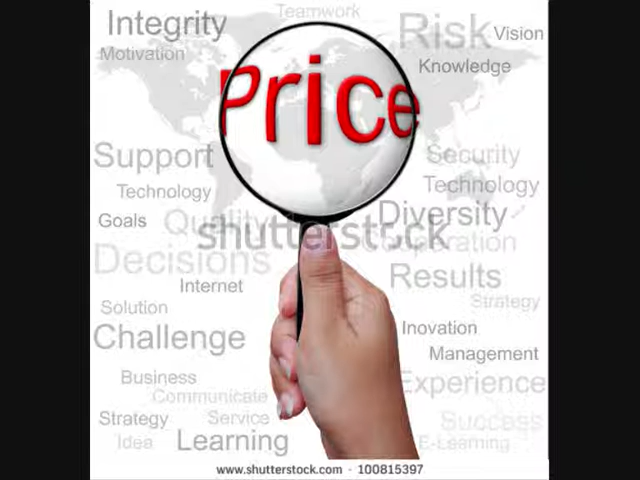 Teamwork
Integrity
Risk
Vision
Motivation
Knowledge
Price
Support
Security
Technology
Technology
Goals
Quality
Diversity
shutterstock
Decisions
Results
Internet
Strategy
Solution
Inovation
Challenge
Management
Business
Experience
Communicate
Strategy
Service
Success
Idea
Learning
E-Learning
www.shutterstock.com · 100815397